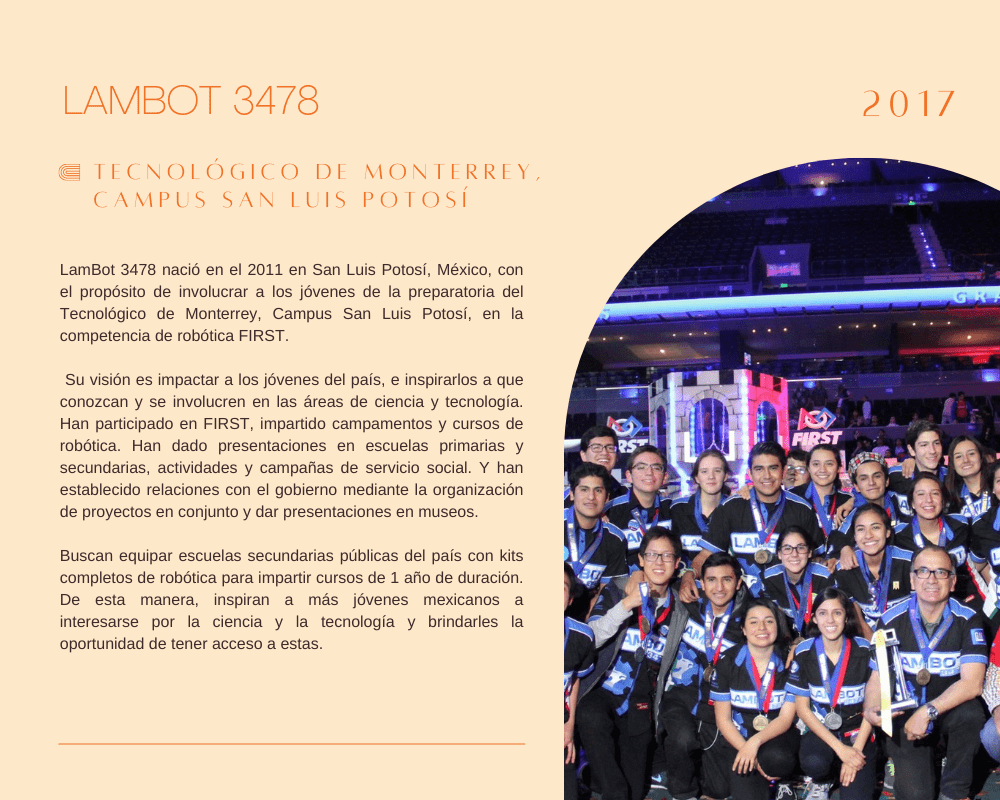 LAMBOT 3478
2017
TECNOLÓGICO DE MONTERREY,
CAMPUS SAN LUIS POTOSÍ
LamBot 3478 nació en el 2011 en San Luis Potosí, México, con
el propósito de involucrar a los jóvenes de la preparatoria del
Tecnológico de Monterrey, Campus San Luis Potosí, en la
competencia de robótica FIRST.
Su visión es impactar a los jóvenes del país, e inspirarlos a que
conozcan y se involucren en las áreas de ciencia y tecnología.
Han participado en FIRST, impartido campamentos y cursos de
robótica. Han dado presentaciones en escuelas primarias y
secundarias, actividades y campañas de servicio social. Y han
establecido relaciones con el gobierno mediante la organización
de proyectos en conjunto y dar presentaciones en museos.
Buscan equipar escuelas secundarias públicas del país con kits
completos de robótica para impartir cursos de 1 año de duración.
De esta manera, inspiran a más jóvenes mexicanos a
interesarse por la ciencia y la tecnología y brindarles la
oportunidad de tener acceso a estas.
GRA
RST
FIRST
LAMB
LAMBOT
LAMBOT
AMBOT